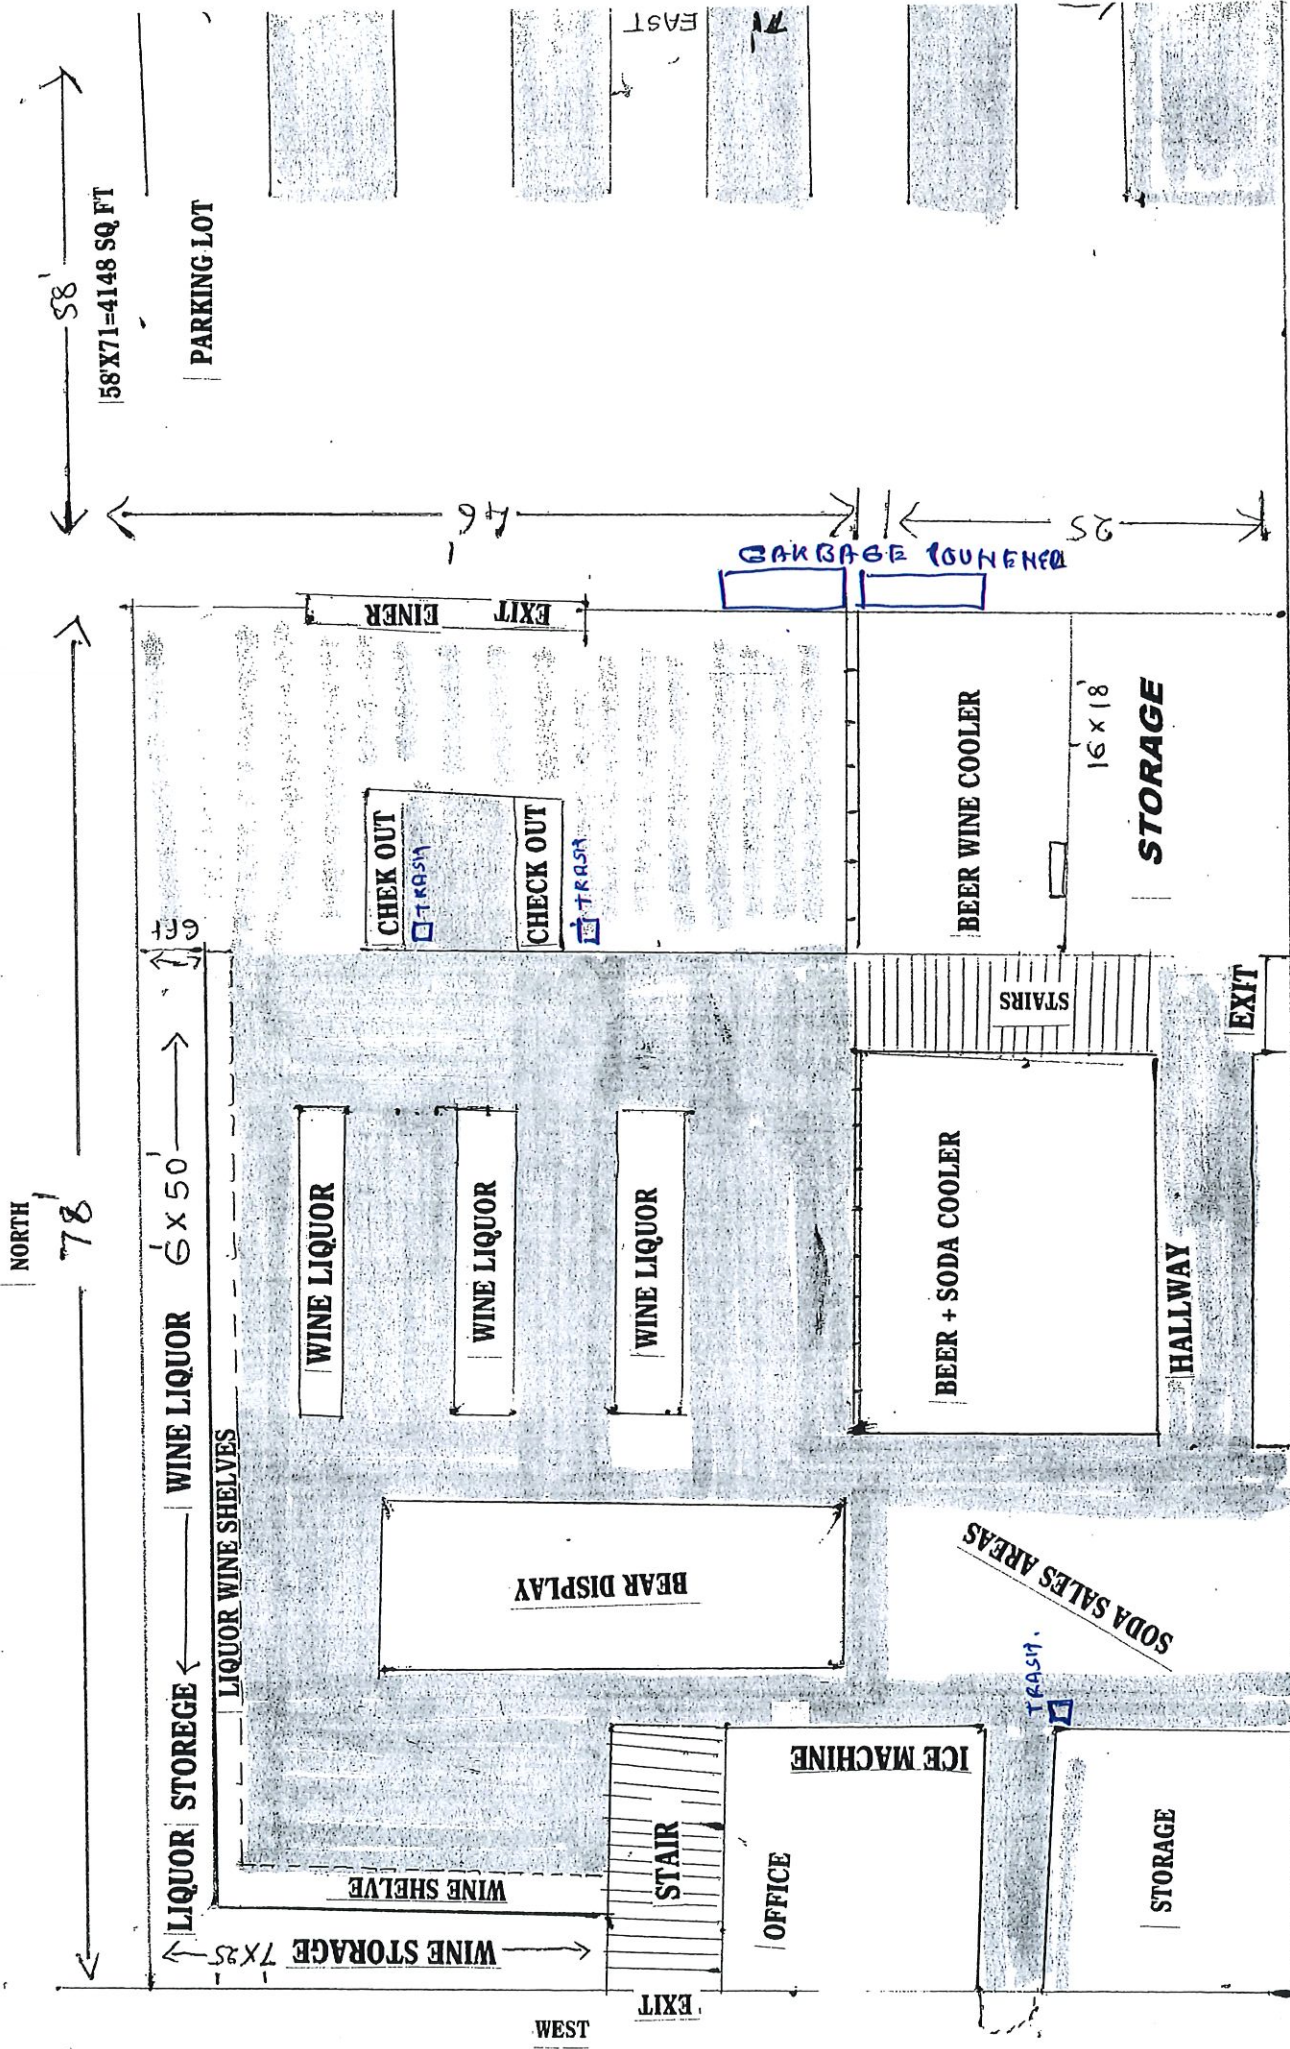 EAST
71'
58'
58'X71=4148 SQ FT
PARKING LOT
46'
25
GARBAGE
EXIT
EINER
CHEK OUT
TRASH
CHECK OUT
TRASH
BEER WINE COOLER
16 X 18'
STORAGE
6FT
STAIRS
EXIT
NORTH
78'
WINE LIQUOR 6 X 50'
LIQUOR WINE SHELVES
WINE LIQUOR
WINE LIQUOR
WINE LIQUOR
BEER + SODA COOLER
HALLWAY
BEAR DISPLAY
SODA SALES AREAS
TRASH.
LIQUOR STOREGE
WINE SHELVE
WINE STORAGE 7X25
STAIR
ICE MACHINE
OFFICE
STORAGE
EXIT
WEST